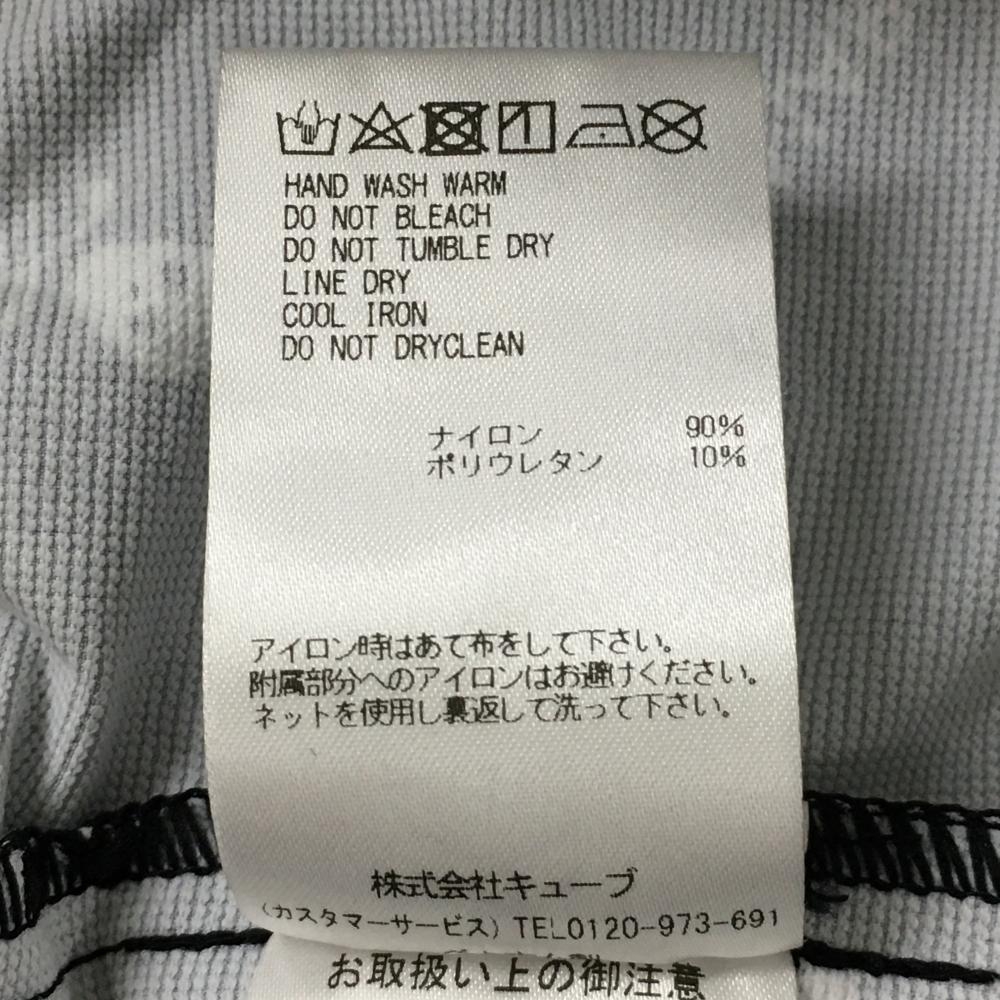 HAND WASH WARM
DO NOT BLEACH
DO NOT TUMBLE DRY
LINE DRY
COOL IRON
DO NOT DRYCLEAN
ナイロン 90%
ポリウレタン 10%
アイロン時はあて布をして下さい。
附属部分へのアイロンはお避けください。
ネットを使用し裏返して洗って下さい。
株式会社キューブ
(カスタマーサービス) TEL0120-973-691
お取扱い上の御注意